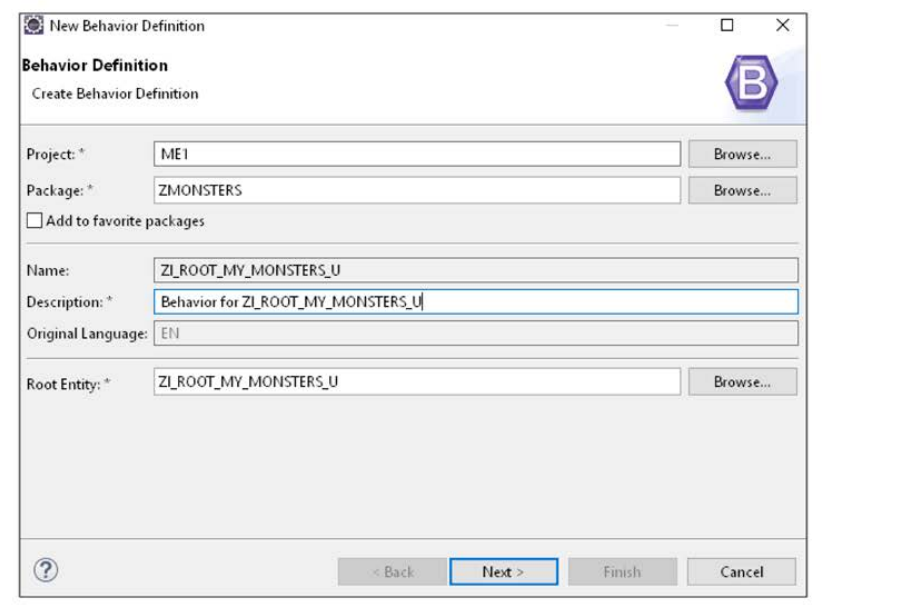 New Behavior Definition
Behavior Definition
Create Behavior Definition
B
Project: * ME1 Browse...
Package: * ZMONSTERS Browse...
Add to favorite packages
Name: ZI_ROOT_MY_MONSTERS_U
Description: * Behavior for ZI_ROOT_MY_MONSTERS_U
Original Language: EN
Root Entity: * ZI_ROOT_MY_MONSTERS_U Browse...
? < Back Next > Finish Cancel